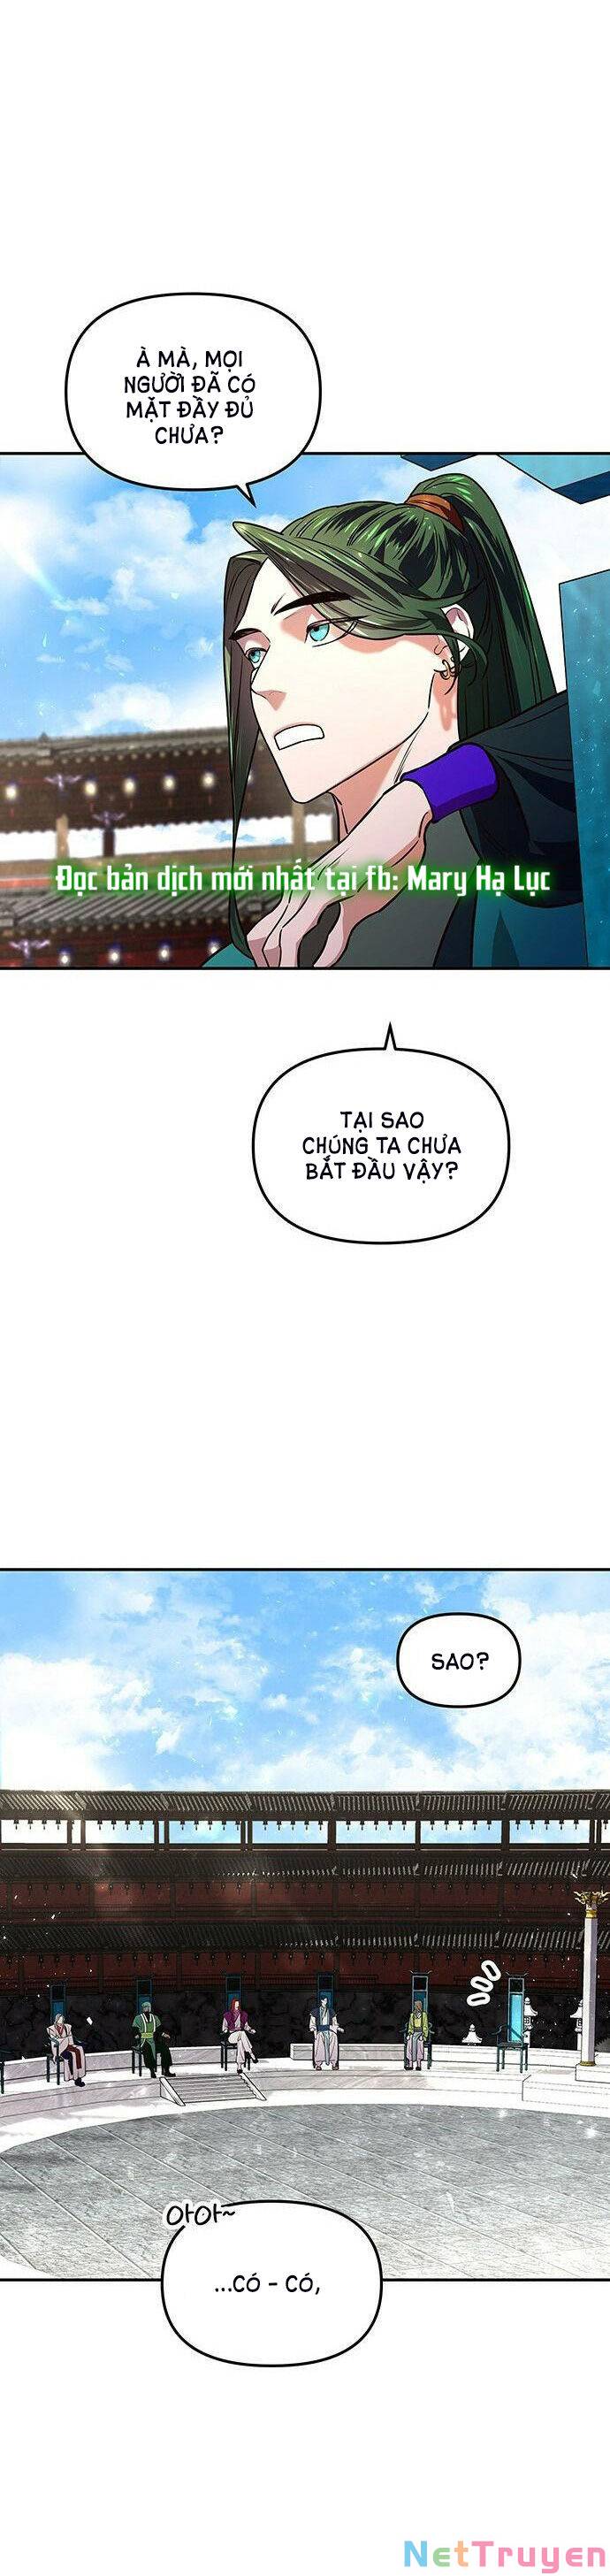 À MÀ, MỌI
NGƯỜI ĐÃ CÓ
MẶT ĐẦY ĐỦ
CHƯA?
Đọc bản dịch mới nhất tại fb: Mary Hạ Lục
TẠI SAO
CHÚNG TA CHƯA
BẮT ĐẦU VẬY?
SAO?
아아~
...CÓ - CÓ,
NetTruyen